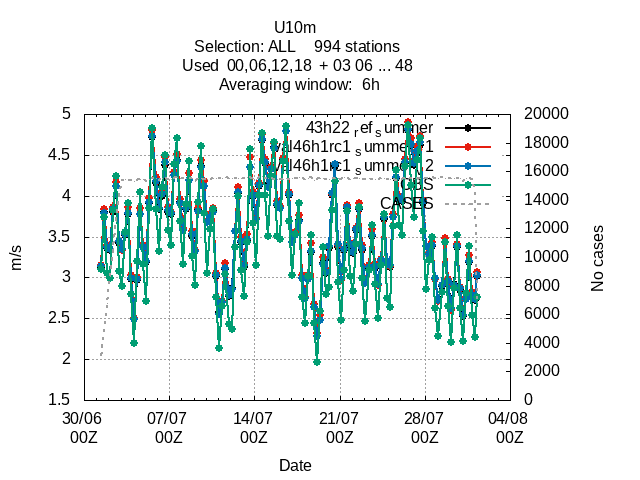 U10m
Selection: ALL 994 stations
Used 00,06,12,18 + 03 06 ... 48
Averaging window: 6h
43h22_ref_summer
OBS
CASES
5
4.5
4
3.5
3
2.5
2
1.5
m/s
20000
18000
16000
14000
12000
10000
8000
6000
4000
2000
0
No cases
30/06 07/07 14/07 21/07 28/07 04/08
00Z 00Z 00Z 00Z 00Z 00Z
Date